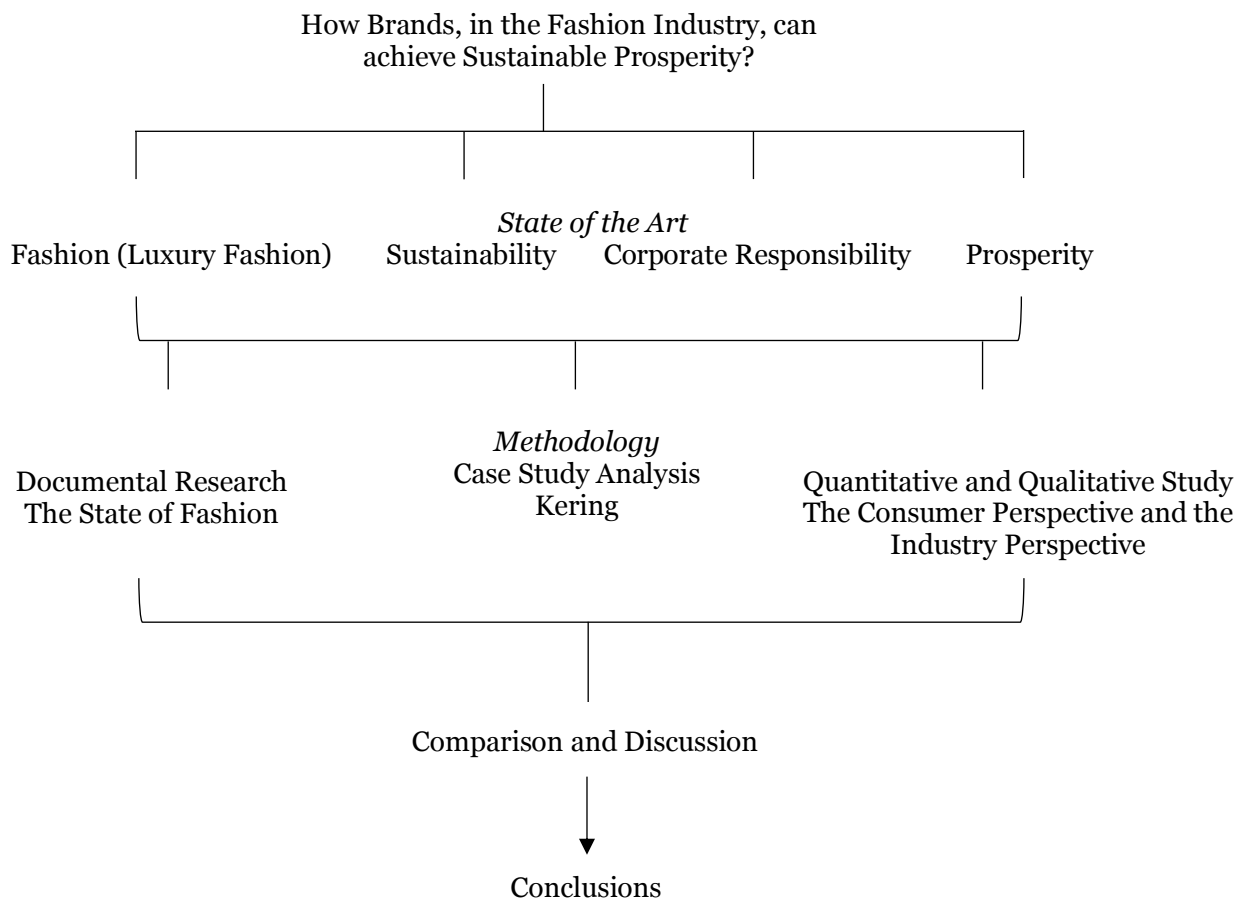 How Brands, in the Fashion Industry, can
achieve Sustainable Prosperity?
State of the Art
Fashion (Luxury Fashion)
Sustainability
Corporate Responsibility
Prosperity
Methodology
Documental Research
The State of Fashion
Case Study Analysis
Kering
Quantitative and Qualitative Study
The Consumer Perspective and the
Industry Perspective
Comparison and Discussion
Conclusions